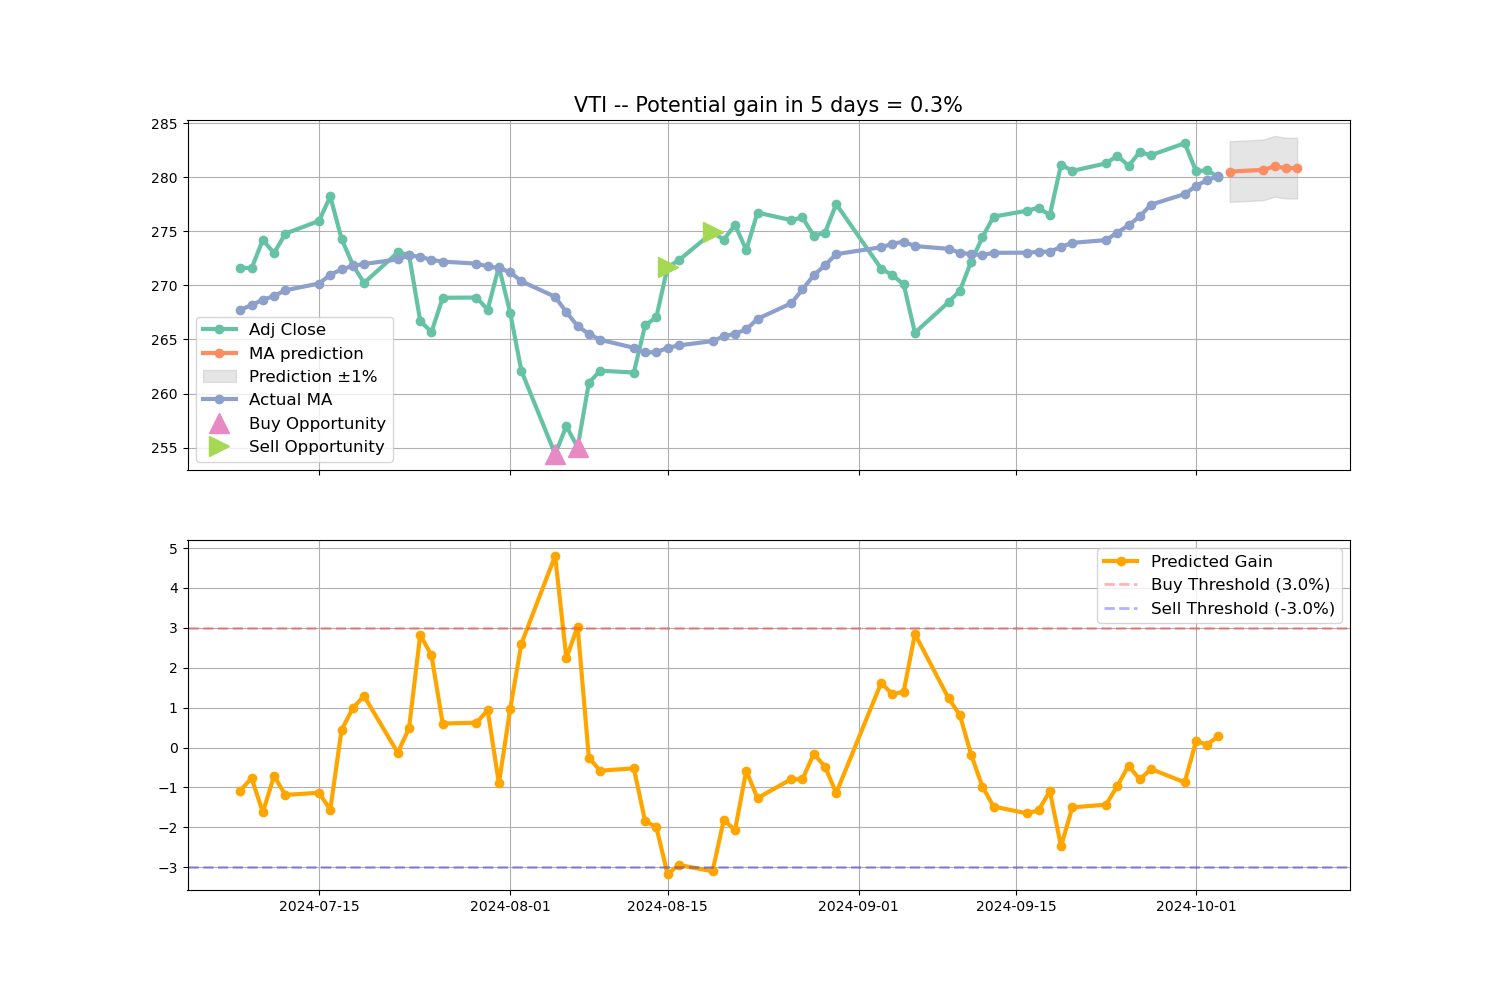 VTI -- Potential gain in 5 days = 0.3%
285
280
275
270
265
260
255
Adj Close
MA prediction
Prediction ±1%
Actual MA
Buy Opportunity
Sell Opportunity
5
4
3
2
1
0
−1
−2
−3
Predicted Gain
Buy Threshold (3.0%)
Sell Threshold (-3.0%)
2024-07-15
2024-08-01
2024-08-15
2024-09-01
2024-09-15
2024-10-01